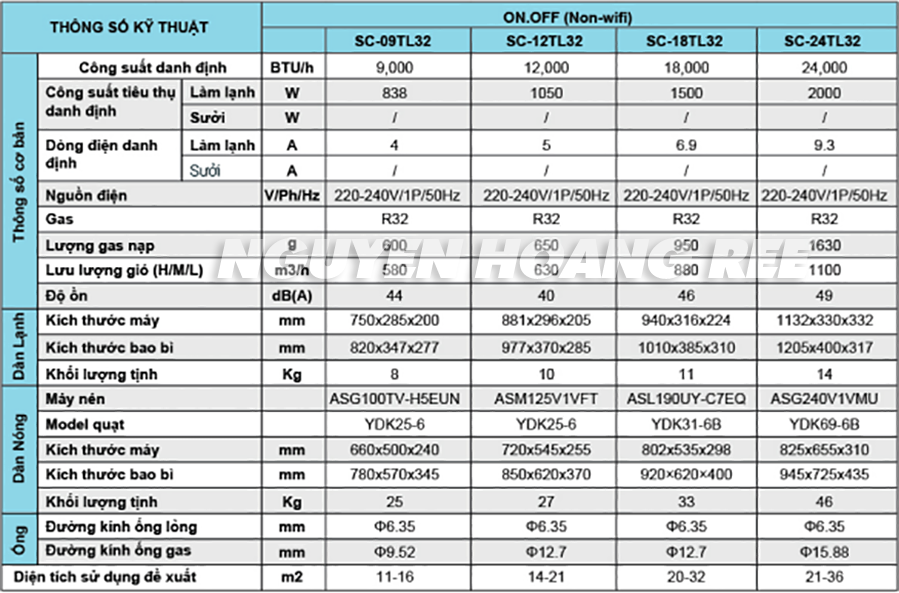 THÔNG SỐ KỸ THUẬT ON.OFF (Non-wifi)
SC-09TL32 SC-12TL32 SC-18TL32 SC-24TL32
Thông số cơ bản
Công suất danh định BTU/h 9,000 12,000 18,000 24,000
Công suất tiêu thụ danh định Làm lạnh W 838 1050 1500 2000
Sưởi W / / / /
Dòng điện danh định Làm lạnh A 4 5 6.9 9.3
Sưởi A / / / /
Nguồn điện V/Ph/Hz 220-240V/1P/50Hz 220-240V/1P/50Hz 220-240V/1P/50Hz 220-240V/1P/50Hz
Gas R32 R32 R32 R32
Lượng gas nạp g 600 650 950 1630
NGUYEN HOANG REE
Lưu lượng gió (H/M/L) m3/h 580 630 880 1100
Độ ồn dB(A) 44 40 46 49
Dàn Lạnh
Kích thước máy mm 750x285x200 881x296x205 940x316x224 1132x330x332
Kích thước bao bì mm 820x347x277 977x370x285 1010x385x310 1205x400x317
Khối lượng tịnh Kg 8 10 11 14
Dàn Nóng
Máy nén ASG100TV-H5EUN ASM125V1VFT ASL190UY-C7EQ ASG240V1VMU
Model quạt YDK25-6 YDK25-6 YDK31-6B YDK69-6B
Kích thước máy mm 660x500x240 720x545x255 802x535x298 825x655x310
Kích thước bao bì mm 780x570x345 850x620x370 920×620×400 945x725x435
Khối lượng tịnh Kg 25 27 33 46
Ống
Đường kính ống lỏng mm Φ6.35 Φ6.35 Φ6.35 Φ6.35
Đường kính ống gas mm Φ9.52 Φ12.7 Φ12.7 Φ15.88
Diện tích sử dụng đề xuất m2 11-16 14-21 20-32 21-36